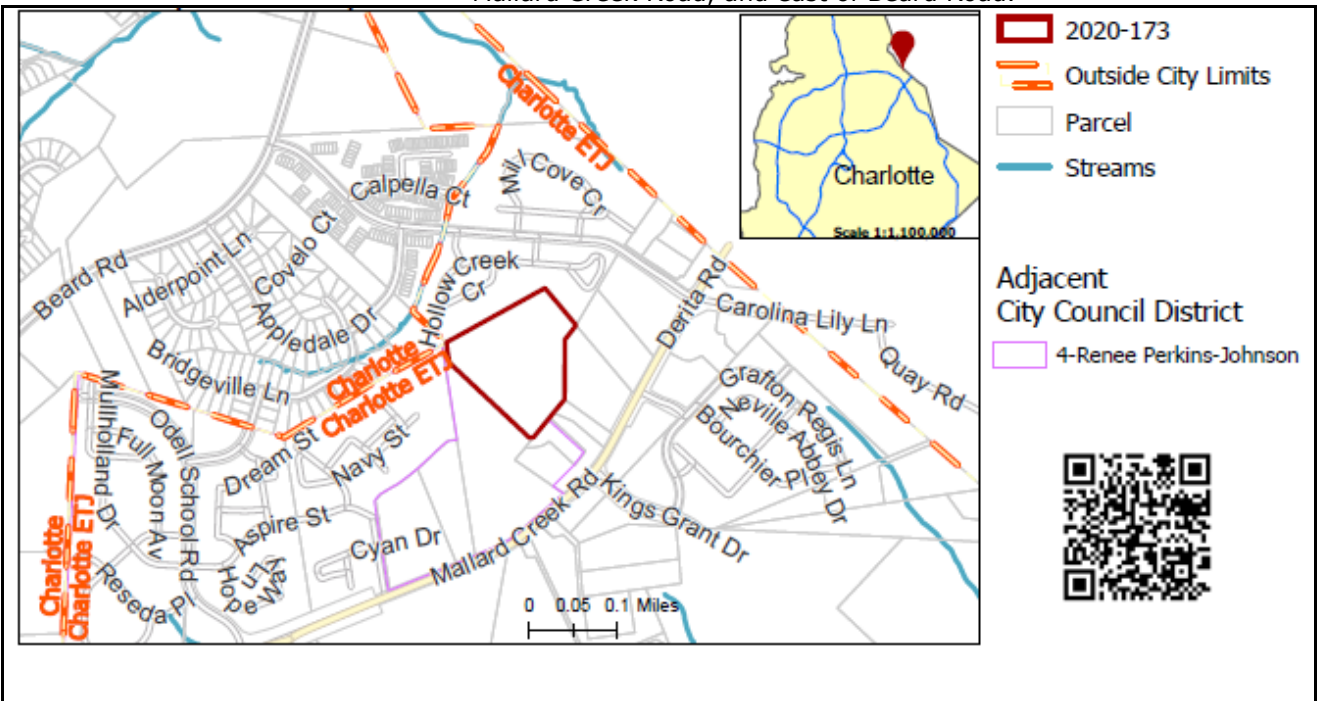 Mallard Creek Road, and east of Beard Road.
2020-173
Outside City Limits
Parcel
Streams
Adjacent
City Council District
4-Renee Perkins-Johnson
Charlotte
Scale 1:1,100,000
Charlotte ETJ
Mill Cove Cr
Calpella Ct
Covelo Ct
Alderpoint Ln
Beard Rd
Appledale Dr
Hollow Creek
Cr
Derita Rd
Carolina Lily Ln
Quay Rd
Bridgeville Ln
Charlotte
Charlotte ETJ
Grafton Regis Ln
Neville Abbey Dr
Bourchier Pl
Mullholland Dr
Full Moon Av
Odell School Rd
Dream St
Navy St
Aspire St
Cyan Dr
Mallard Creek Rd
Kings Grant Dr
Hope Way
Ln
Reseda Pl
Charlotte
Charlotte ETJ
0 0.05 0.1 Miles